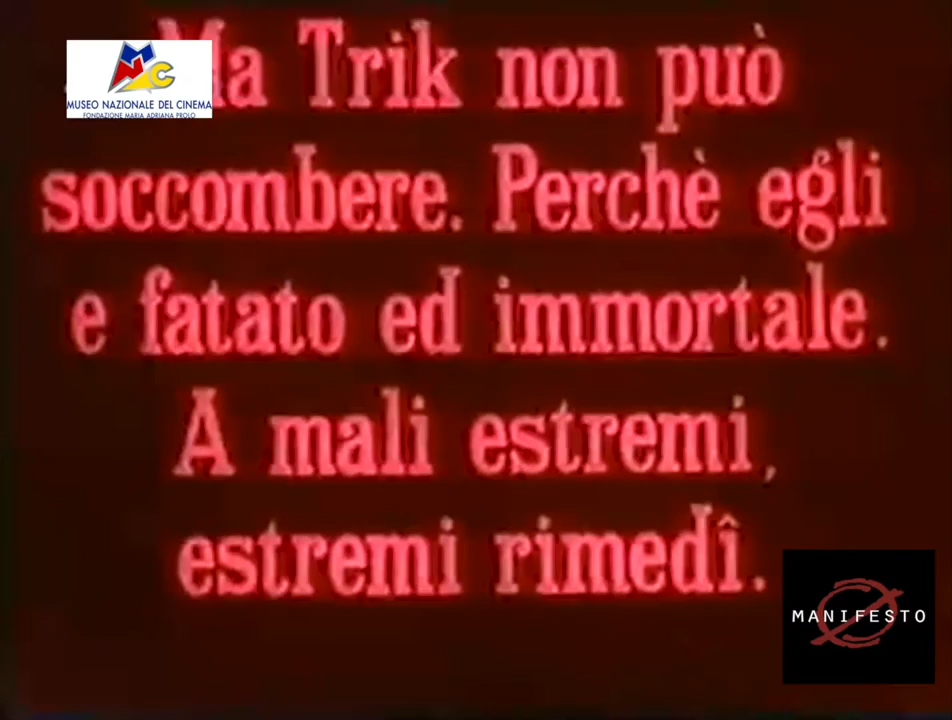 Ma Trik non può
soccombere. Perchè egli
e fatato ed immortale.
A mali estremi,
estremi rimedî.
MUSEO NAZIONALE DEL CINEMA
FONDAZIONE MARIA ADRIANA PROLO
MANIFESTO